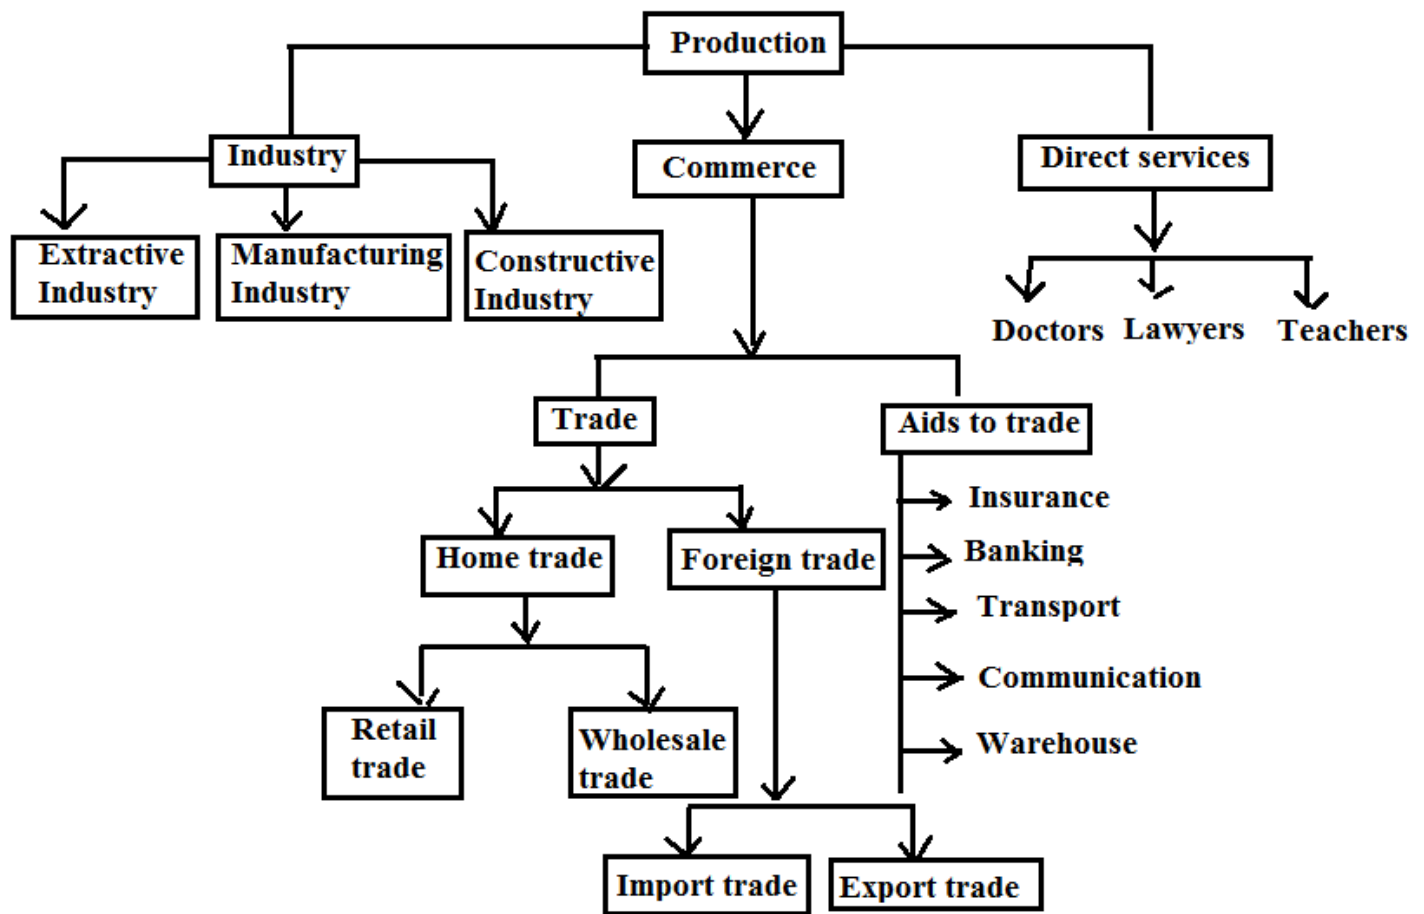 Production
Industry
Commerce
Direct services
Extractive
Industry
Manufacturing
Industry
Constructive
Industry
Doctors
Lawyers
Teachers
Trade
Aids to trade
Insurance
Banking
Transport
Communication
Warehouse
Home trade
Foreign trade
Retail
trade
Wholesale
trade
Import trade
Export trade